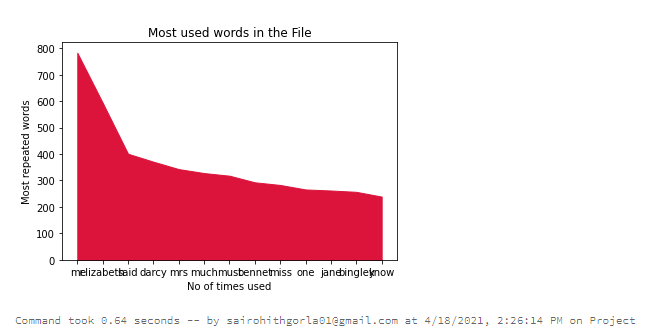 Most used words in the File
800
700
600
500
400
300
200
100
0
Most repeated words
mr elizabeth said darcy mrs much must bennet miss one jane bingley know
No of times used
Command took 0.64 seconds -- by sairohithgorla01@gmail.com at 4/18/2021, 2:26:14 PM on Project